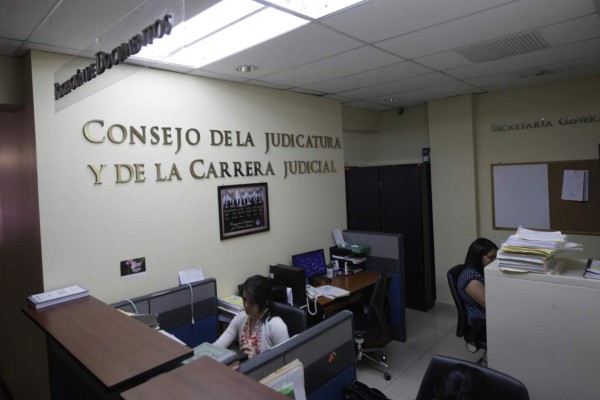 Recepción de Documentos
CONSEJO DE LA JUDICATURA
Y DE LA CARRERA JUDICIAL
SECRETARÍA GENERAL